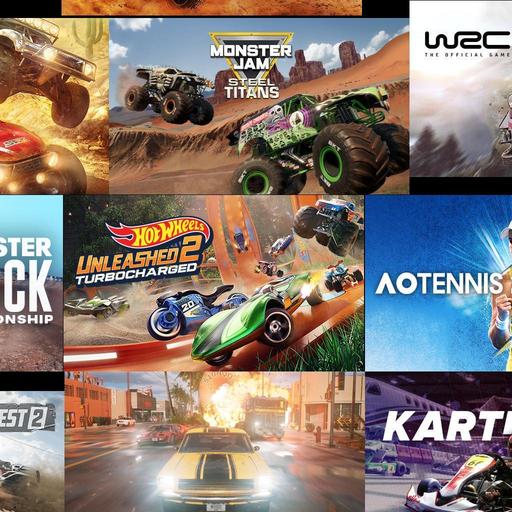 MONSTER
JAM
STEEL
TITANS
WRC
THE OFFICIAL GAME
STER
CK
ONSHIP
HOT WHEELS
UNLEASHED 2
TURBOCHARGED
20
AOTENNIS
EST 2
KART